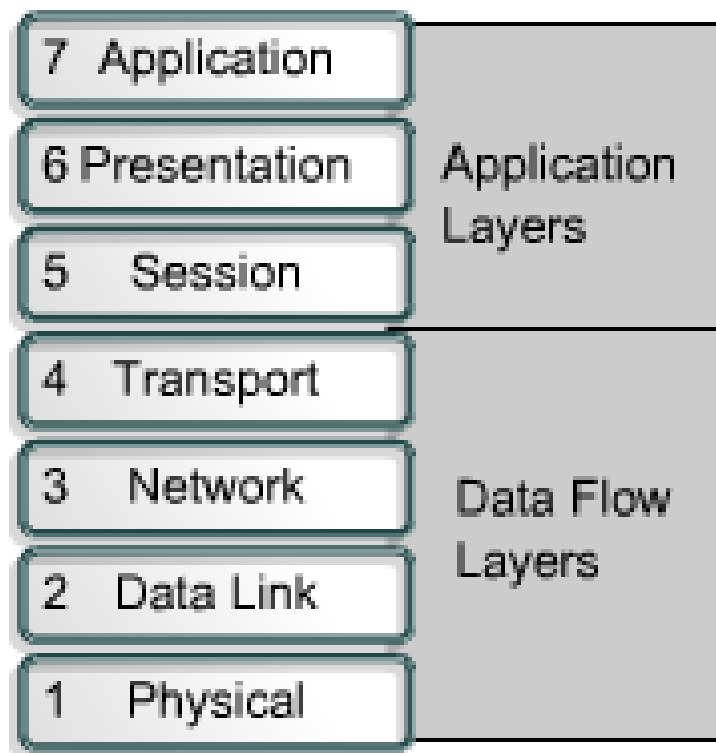 7 Application
6 Presentation
5 Session
4 Transport
3 Network
2 Data Link
1 Physical
Application
Layers
Data Flow
Layers